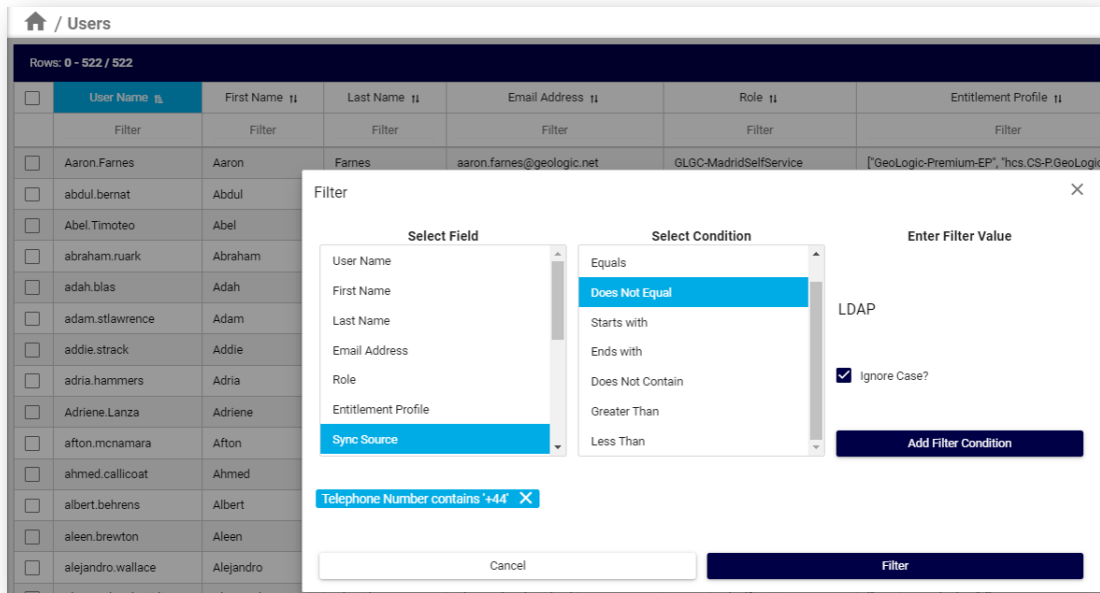 / Users
Rows: 0 - 522 / 522
User Name First Name Last Name Email Address Role Entitlement Profile
Filter Filter Filter Filter Filter Filter
Aaron.Farnes Aaron Farnes aaron.farnes@geologic.net GLGC-MadridSelfService ["GeoLogic-Premium-EP", "hcs.CS-P.GeoLogic
abdul.bernat Abdul
Abel.Timoteo Abel
abraham.ruark Abraham
adah.blas Adah
adam.stlawrence Adam
addie.strack Addie
adria.hammers Adria
Adriene.Lanza Adriene
afton.mcnamara Afton
ahmed.callicoat Ahmed
albert.behrens Albert
aleen.brewton Aleen
alejandro.wallace Alejandro
Filter
Select Field
User Name
First Name
Last Name
Email Address
Role
Entitlement Profile
Sync Source
Select Condition
Equals
Does Not Equal
Starts with
Ends with
Does Not Contain
Greater Than
Less Than
Enter Filter Value
LDAP
Ignore Case?
Add Filter Condition
Telephone Number contains '+44'
Cancel
Filter